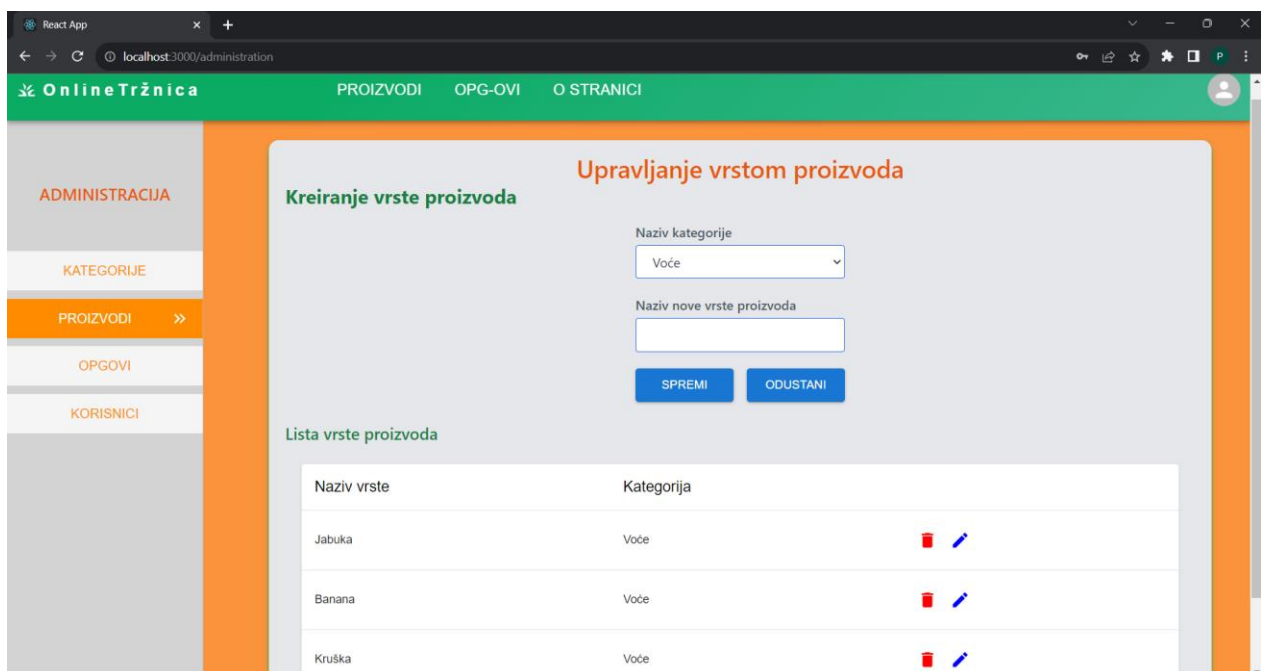 React App
localhost:3000/administration
P
OnlineTržnica PROIZVODI OPG-OVI O STRANICI
ADMINISTRACIJA
KATEGORIJE
PROIZVODI
OPGOVI
KORISNICI
Upravljanje vrstom proizvoda
Kreiranje vrste proizvoda
Naziv kategorije
Voće
Naziv nove vrste proizvoda
SPREMI ODUSTANI
Lista vrste proizvoda
Naziv vrste Kategorija
Jabuka Voće
Banana Voće
Kruška Voće